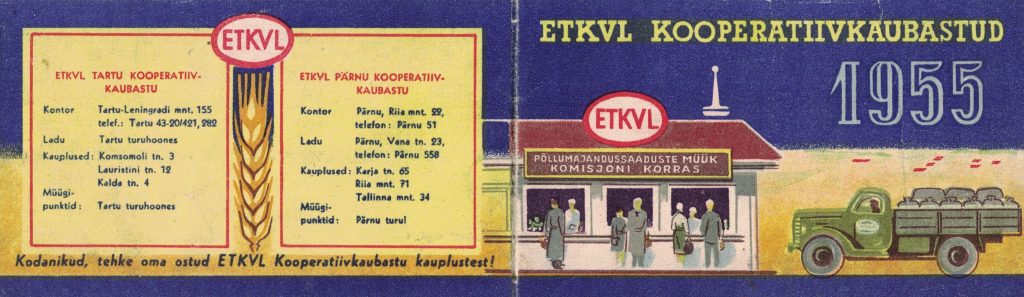 ETKVL
ETKVL TARTU KOOPERATIIV-
KAUBASTU
Kontor Tartu-Leningradi mnt. 155
telef.: Tartu 43-20/421, 282
Ladu Tartu turuhoones
Kauplused: Komsomoli tn. 3
Lauristini tn. 12
Kalda tn. 4
Müügi-
punktid: Tartu turuhoones
ETKVL PÄRNU KOOPERATIIV-
KAUBASTU
Kontor Pärnu, Riia mnt. 22,
telefon: Pärnu 51
Ladu Pärnu, Vana tn. 23,
telefon: Pärnu 558
Kauplused: Karja tn. 65
Riia mnt. 71
Tallinna mnt. 34
Müügi-
punktid: Pärnu turul
Kodanikud, tehke oma ostud ETKVL Kooperatiivkaubastu kauplustest!
ETKVL KOOPERATIIVKAUBASTUD
1955
ETKVL
PÕLLUMAJANDUSSAADUSTE MÜÜK
KOMISJONI KORRAS